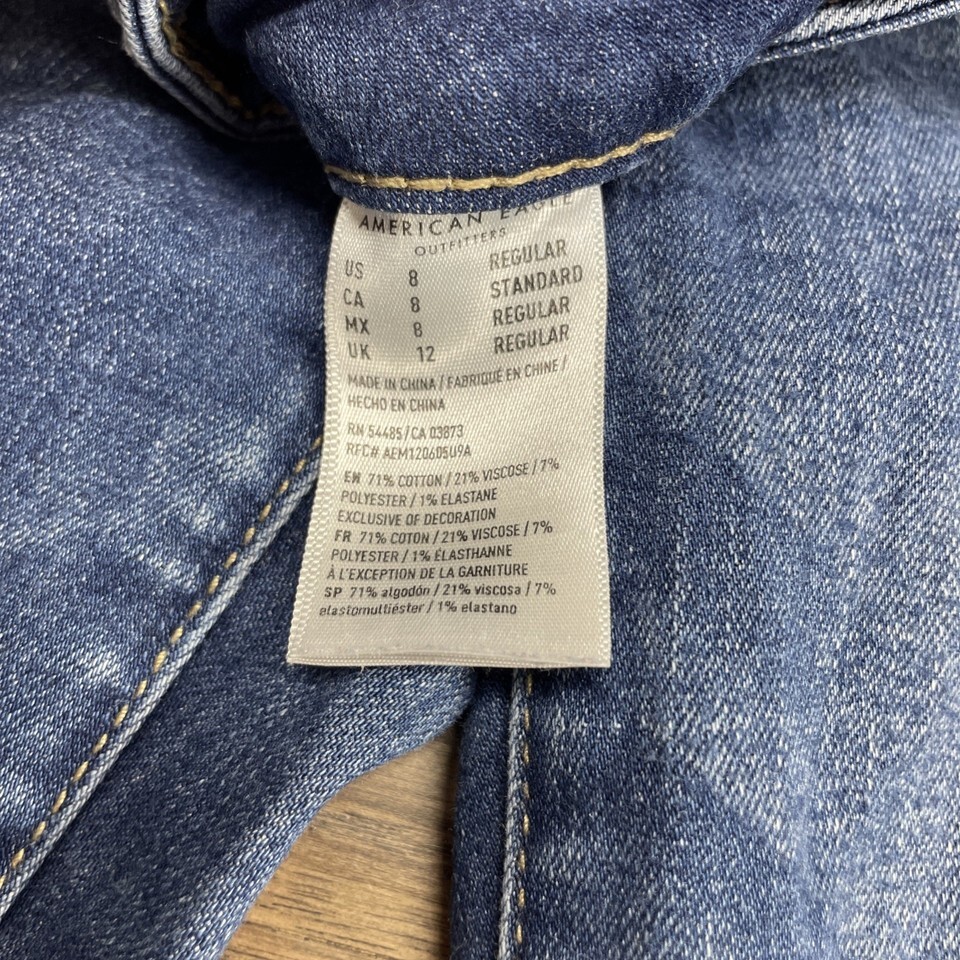 AMERICAN EAGLE
OUTFITTERS
US 8 REGULAR
CA 8 STANDARD
MX 8 REGULAR
UK 12 REGULAR
MADE IN CHINA / FABRIQUÉ EN CHINE /
HECHO EN CHINA
RN 54485/CA 03873
RFC# AEM120605U9A
EN 71% COTTON / 21% VISCOSE / 7%
POLYESTER / 1% ELASTANE
EXCLUSIVE OF DECORATION
FR 71% COTON / 21% VISCOSE / 7%
POLYESTER / 1% ÉLASTHANNE
À L'EXCEPTION DE LA GARNITURE
SP 71% algodón / 21% viscosa / 7%
elastomultiéster / 1% elastano